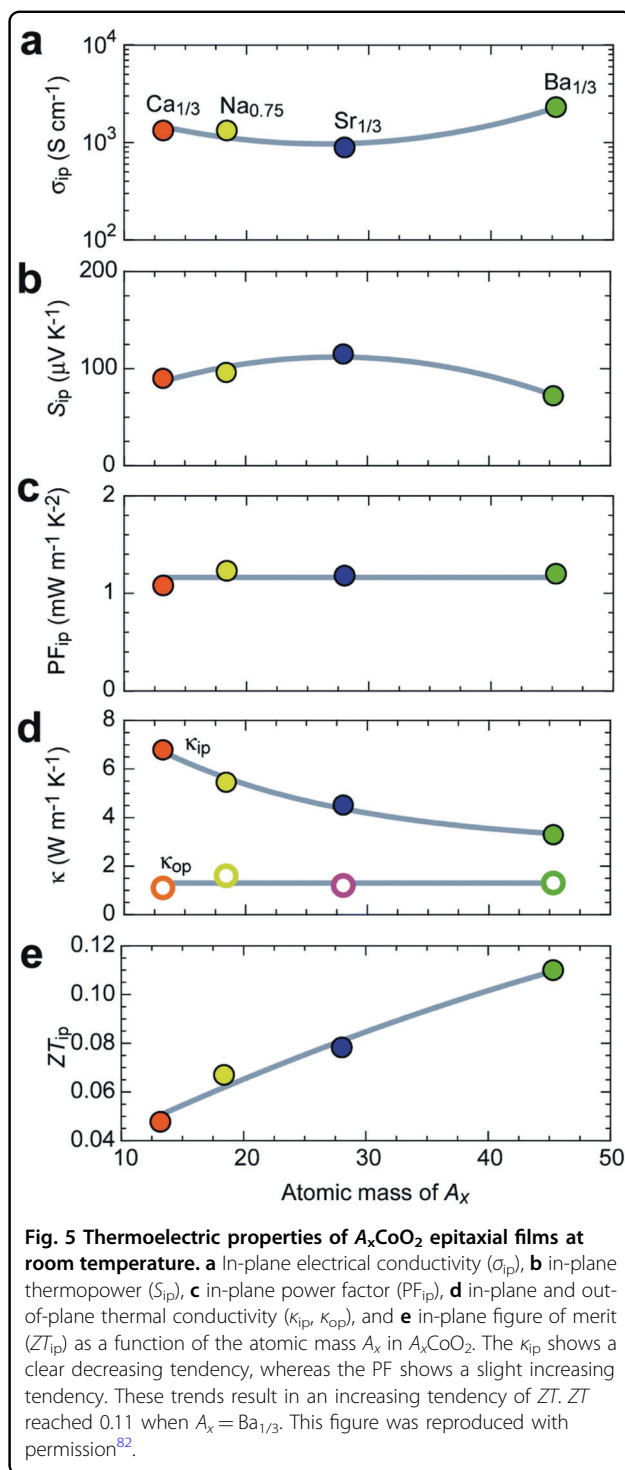 a
10⁴
10³
10²
σip (S cm⁻¹)
Ca1/3
Na0.75
Sr1/3
Ba1/3
b
200
100
0
Sip (μV K⁻¹)
c
2
1
0
PFip (mW m⁻¹ K⁻²)
d
8
6
4
2
0
κ (W m⁻¹ K⁻¹)
κip
κop
e
0.12
0.10
0.08
0.06
0.04
ZTip
10 20 30 40 50
Atomic mass of Ax
Fig. 5 Thermoelectric properties of AxCoO2 epitaxial films at
room temperature. a In-plane electrical conductivity (σip), b in-plane
thermopower (Sip), c in-plane power factor (PFip), d in-plane and out-
of-plane thermal conductivity (κip, κop), and e in-plane figure of merit
(ZTip) as a function of the atomic mass Ax in AxCoO2. The κip shows a
clear decreasing tendency, whereas the PF shows a slight increasing
tendency. These trends result in an increasing tendency of ZT. ZT
reached 0.11 when Ax = Ba1/3. This figure was reproduced with
permission⁸².